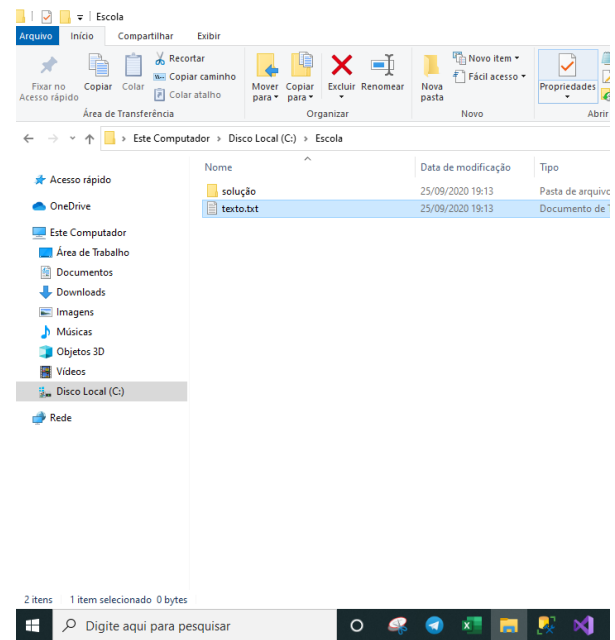 Escola
Arquivo Início Compartilhar Exibir
Fixar no Acesso rápido
Copiar
Colar
Recortar
Copiar caminho
Colar atalho
Área de Transferência
Mover para
Copiar para
Excluir
Renomear
Organizar
Nova pasta
Novo item
Fácil acesso
Novo
Propriedades
Abrir
Este Computador > Disco Local (C:) > Escola
Nome Data de modificação Tipo
solução 25/09/2020 19:13 Pasta de arquivo
texto.txt 25/09/2020 19:13 Documento de
Acesso rápido
OneDrive
Este Computador
Área de Trabalho
Documentos
Downloads
Imagens
Músicas
Objetos 3D
Vídeos
Disco Local (C:)
Rede
2 itens 1 item selecionado 0 bytes
Digite aqui para pesquisar